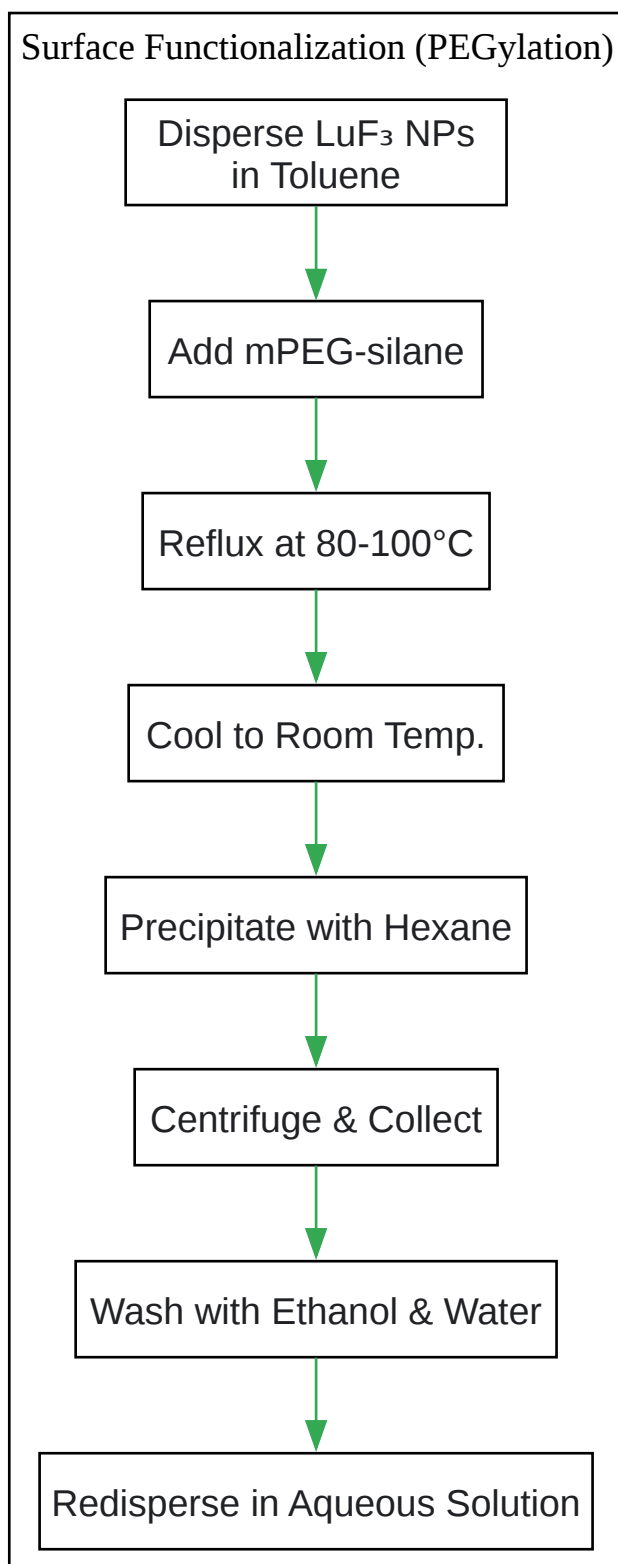 Surface Functionalization (PEGylation)
Disperse LuF₃ NPs
in Toluene
Add mPEG-silane
Reflux at 80-100°C
Cool to Room Temp.
Precipitate with Hexane
Centrifuge & Collect
Wash with Ethanol & Water
Redisperse in Aqueous Solution